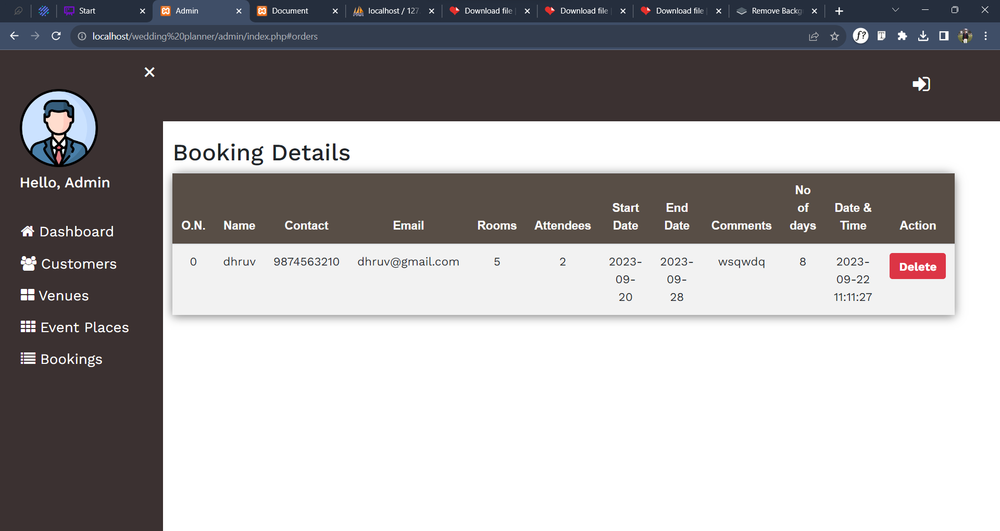 Start
Admin
Document
localhost / 127.
Download file
Download file
Download file
Remove Backg
localhost/wedding%20planner/admin/index.php#orders
f?
T
Hello, Admin
Dashboard
Customers
Venues
Event Places
Bookings
Booking Details
O.N. Name Contact Email Rooms Attendees Start Date End Date Comments No of days Date & Time Action
0 dhruv 9874563210 dhruv@gmail.com 5 2 2023-09-20 2023-09-28 wsqwdq 8 2023-09-22 11:11:27 Delete